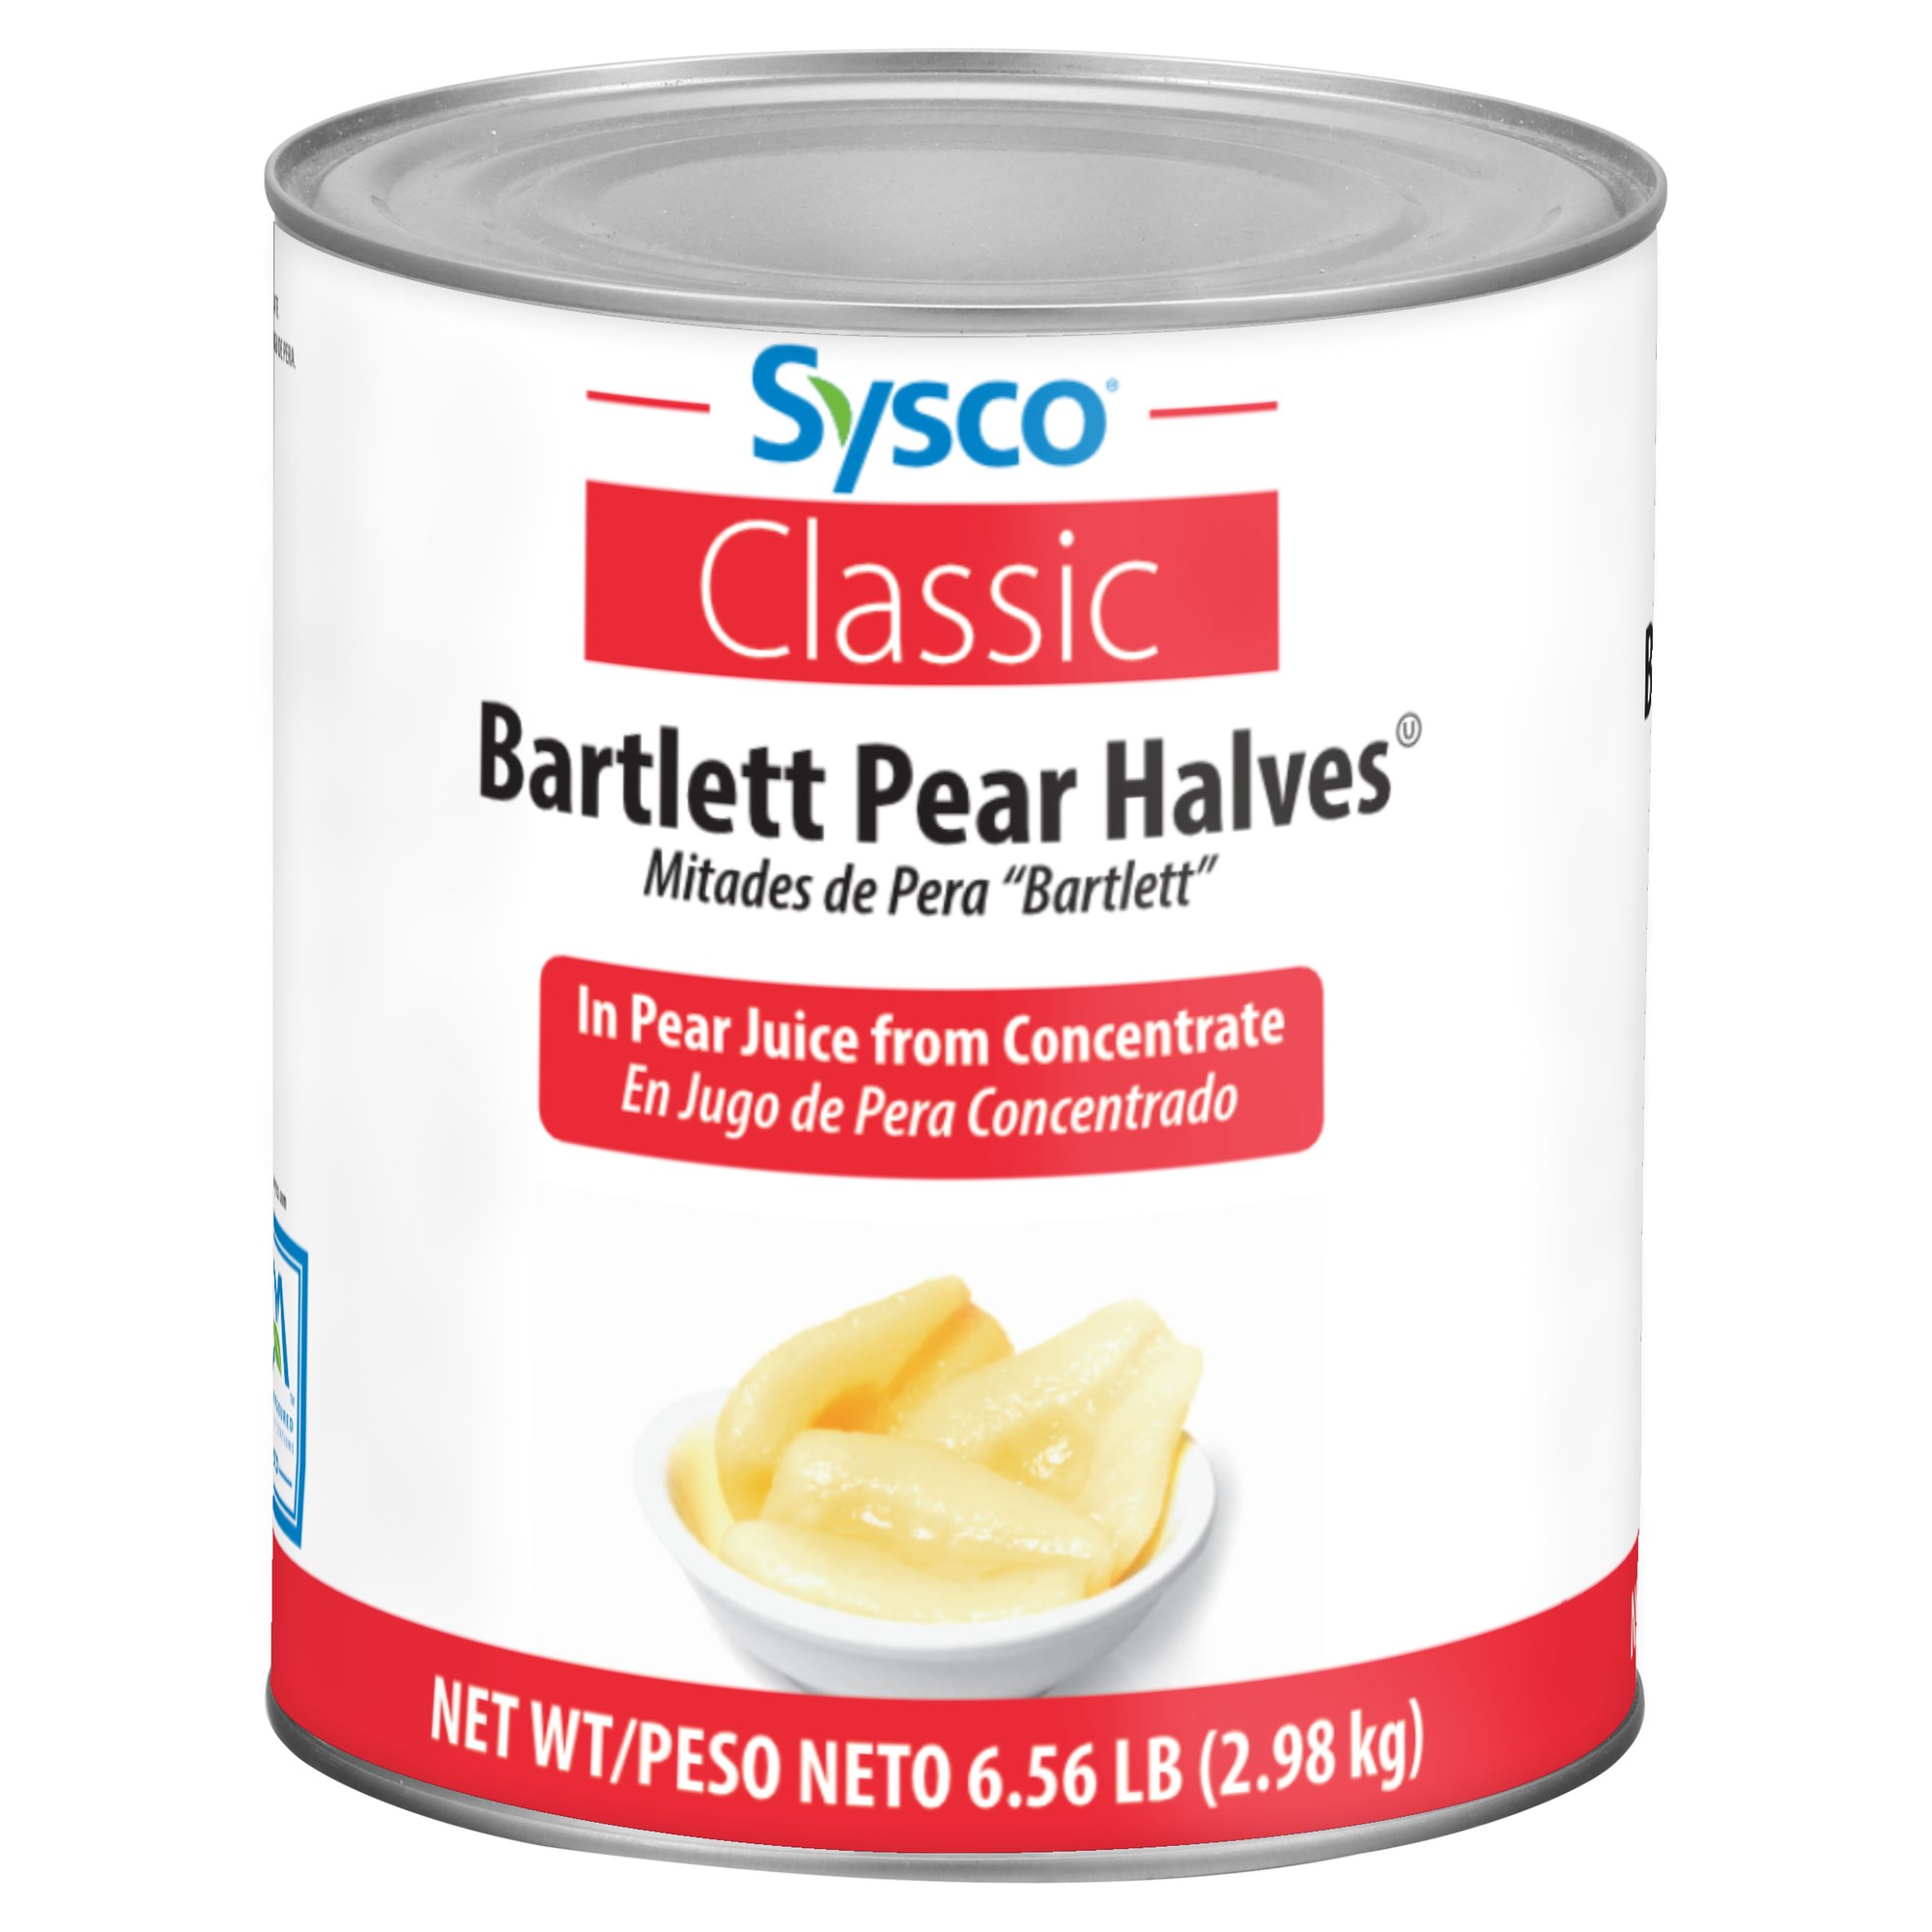 Sysco®
Classic
Bartlett Pear Halves Ⓤ
Mitades de Pera “Bartlett”
In Pear Juice from Concentrate
En Jugo de Pera Concentrado
NET WT/PESO NETO 6.56 LB (2.98 kg)